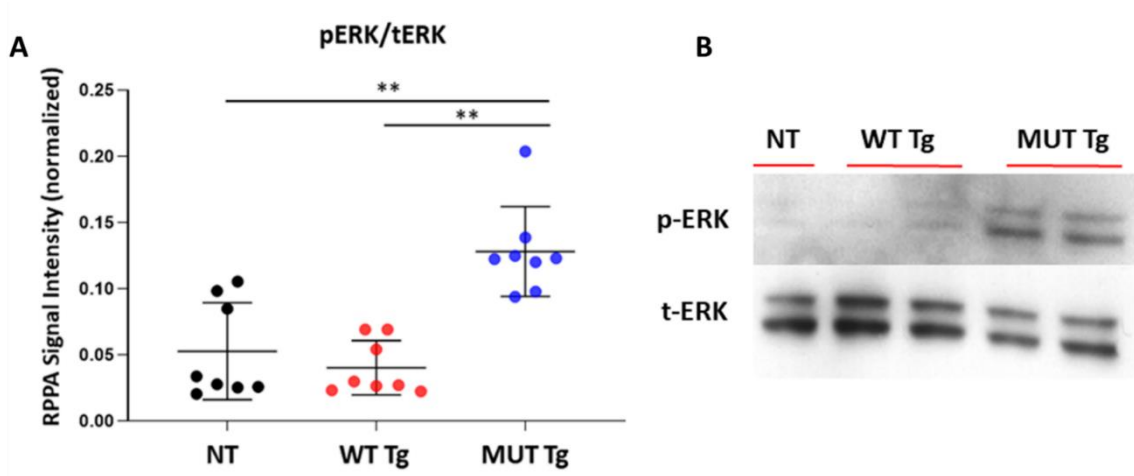 A
pERK/tERK
RPPA Signal Intensity (normalized)
0.25
0.20
0.15
0.10
0.05
0.00
**
**
NT
WT Tg
MUT Tg
B
NT
WT Tg
MUT Tg
p-ERK
t-ERK